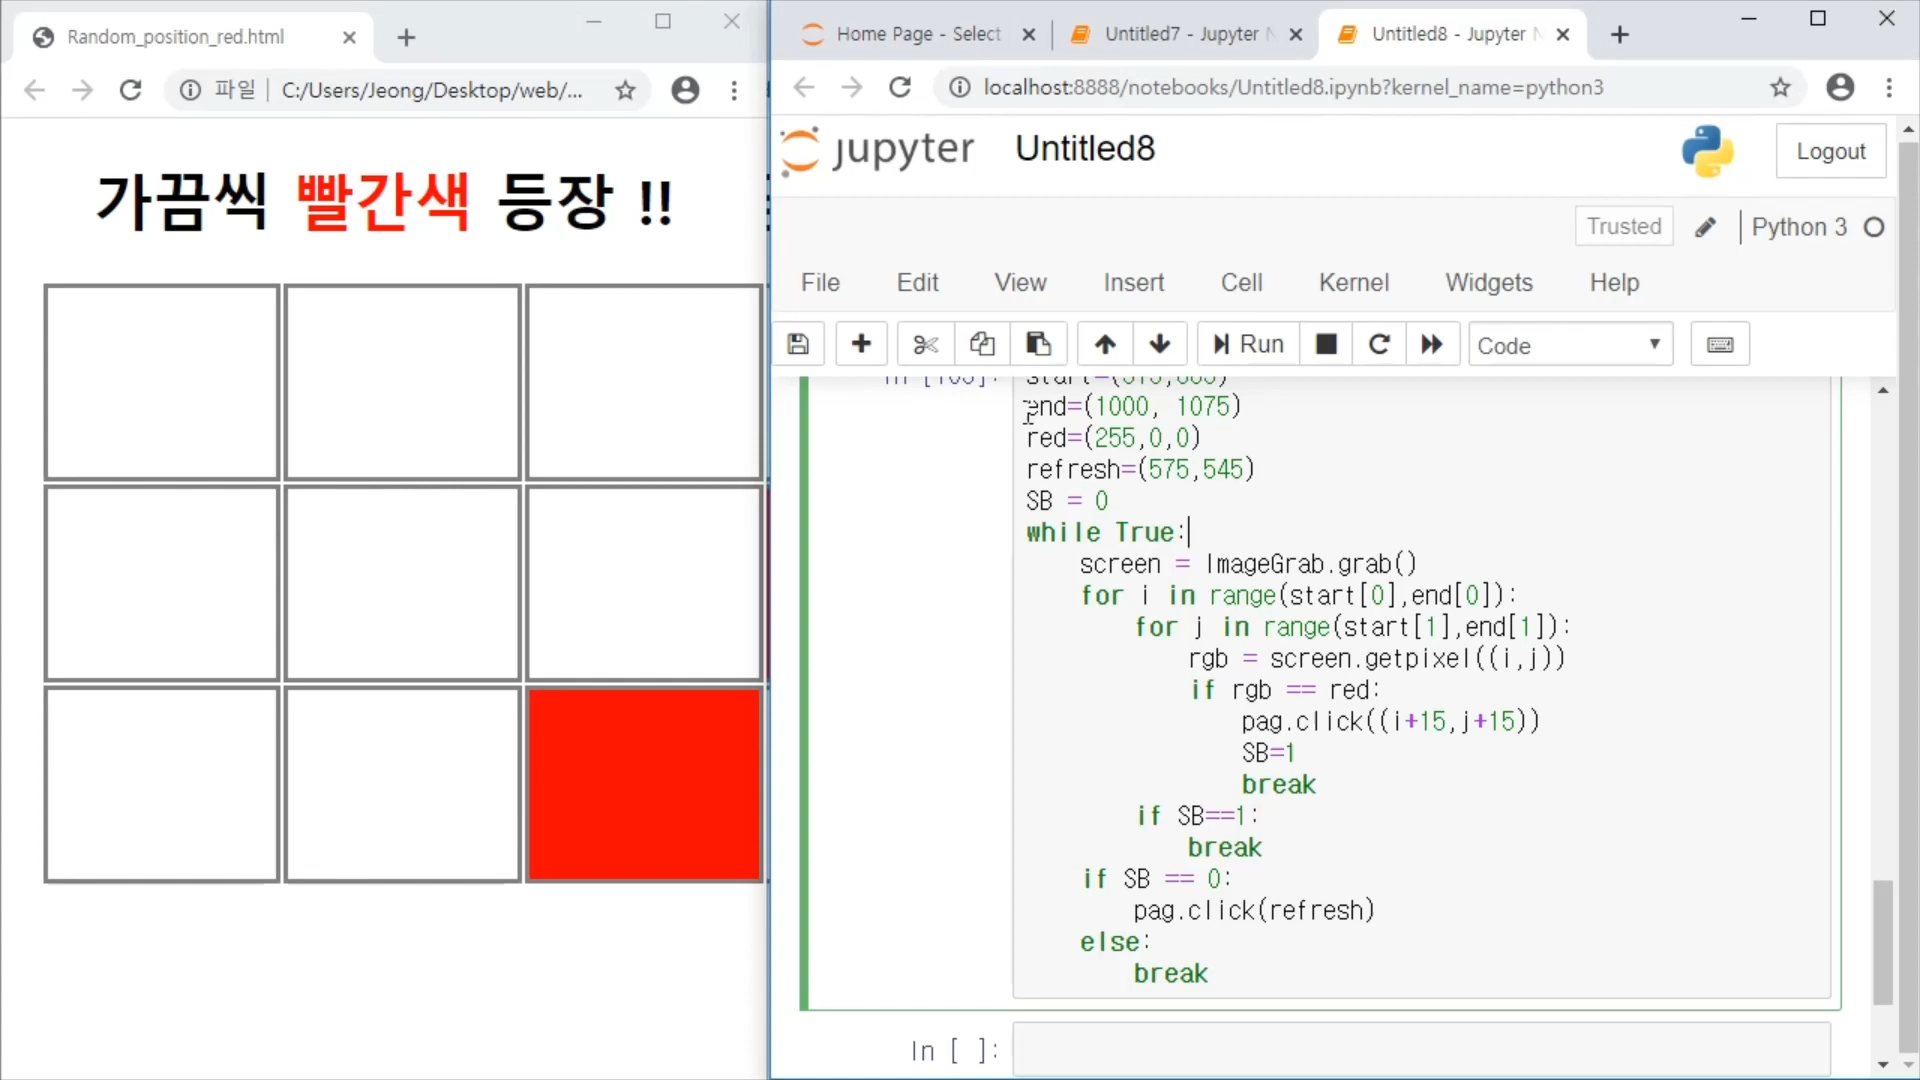 Random_position_red.html
파일 | C:/Users/Jeong/Desktop/web/...
가끔씩 빨간색 등장 !!
Home Page - Select
Untitled7 - Jupyter N
Untitled8 - Jupyter N
localhost:8888/notebooks/Untitled8.ipynb?kernel_name=python3
jupyter Untitled8
Logout
Trusted
Python 3
File Edit View Insert Cell Kernel Widgets Help
Run
Code
end=(1000, 1075)
red=(255,0,0)
refresh=(575,545)
SB = 0
while True:
screen = ImageGrab.grab()
for i in range(start[0],end[0]):
for j in range(start[1],end[1]):
rgb = screen.getpixel((i,j))
if rgb == red:
pag.click((i+15,j+15))
SB=1
break
if SB==1:
break
if SB == 0:
pag.click(refresh)
else:
break
In [ ]: